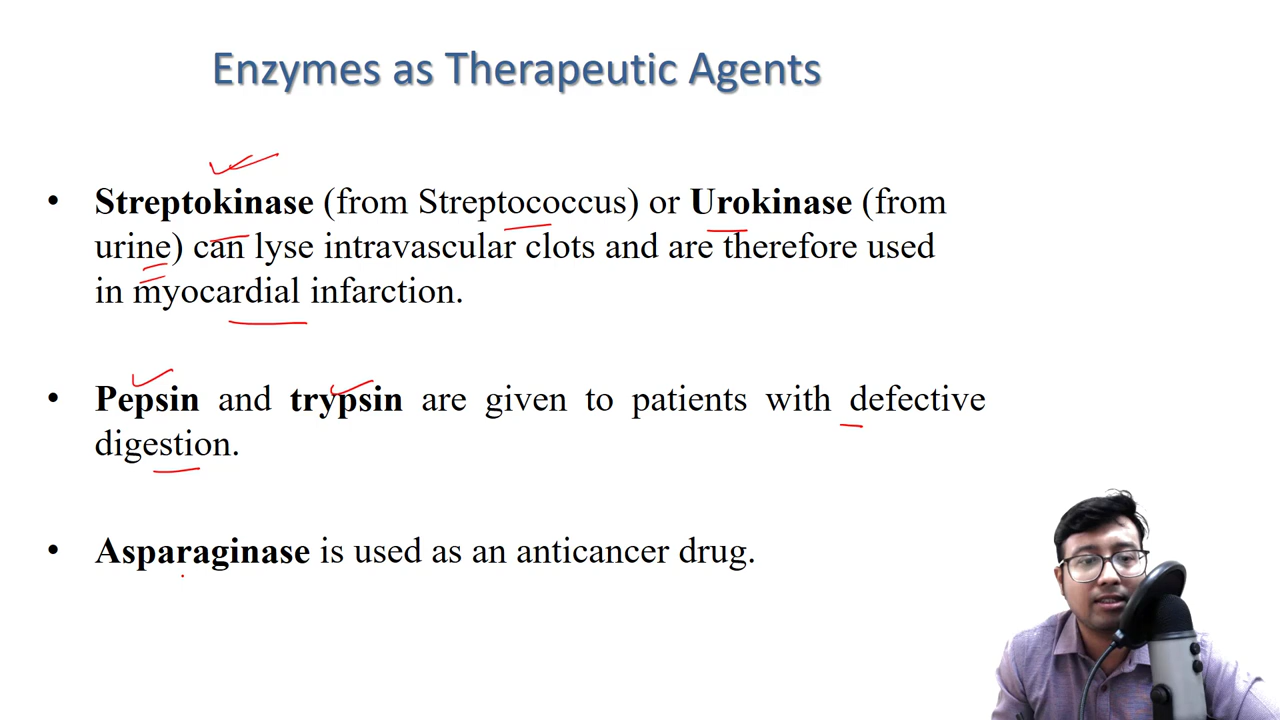 Enzymes as Therapeutic Agents
• Streptokinase (from Streptococcus) or Urokinase (from
urine) can lyse intravascular clots and are therefore used
in myocardial infarction.
• Pepsin and trypsin are given to patients with defective
digestion.
• Asparaginase is used as an anticancer drug.